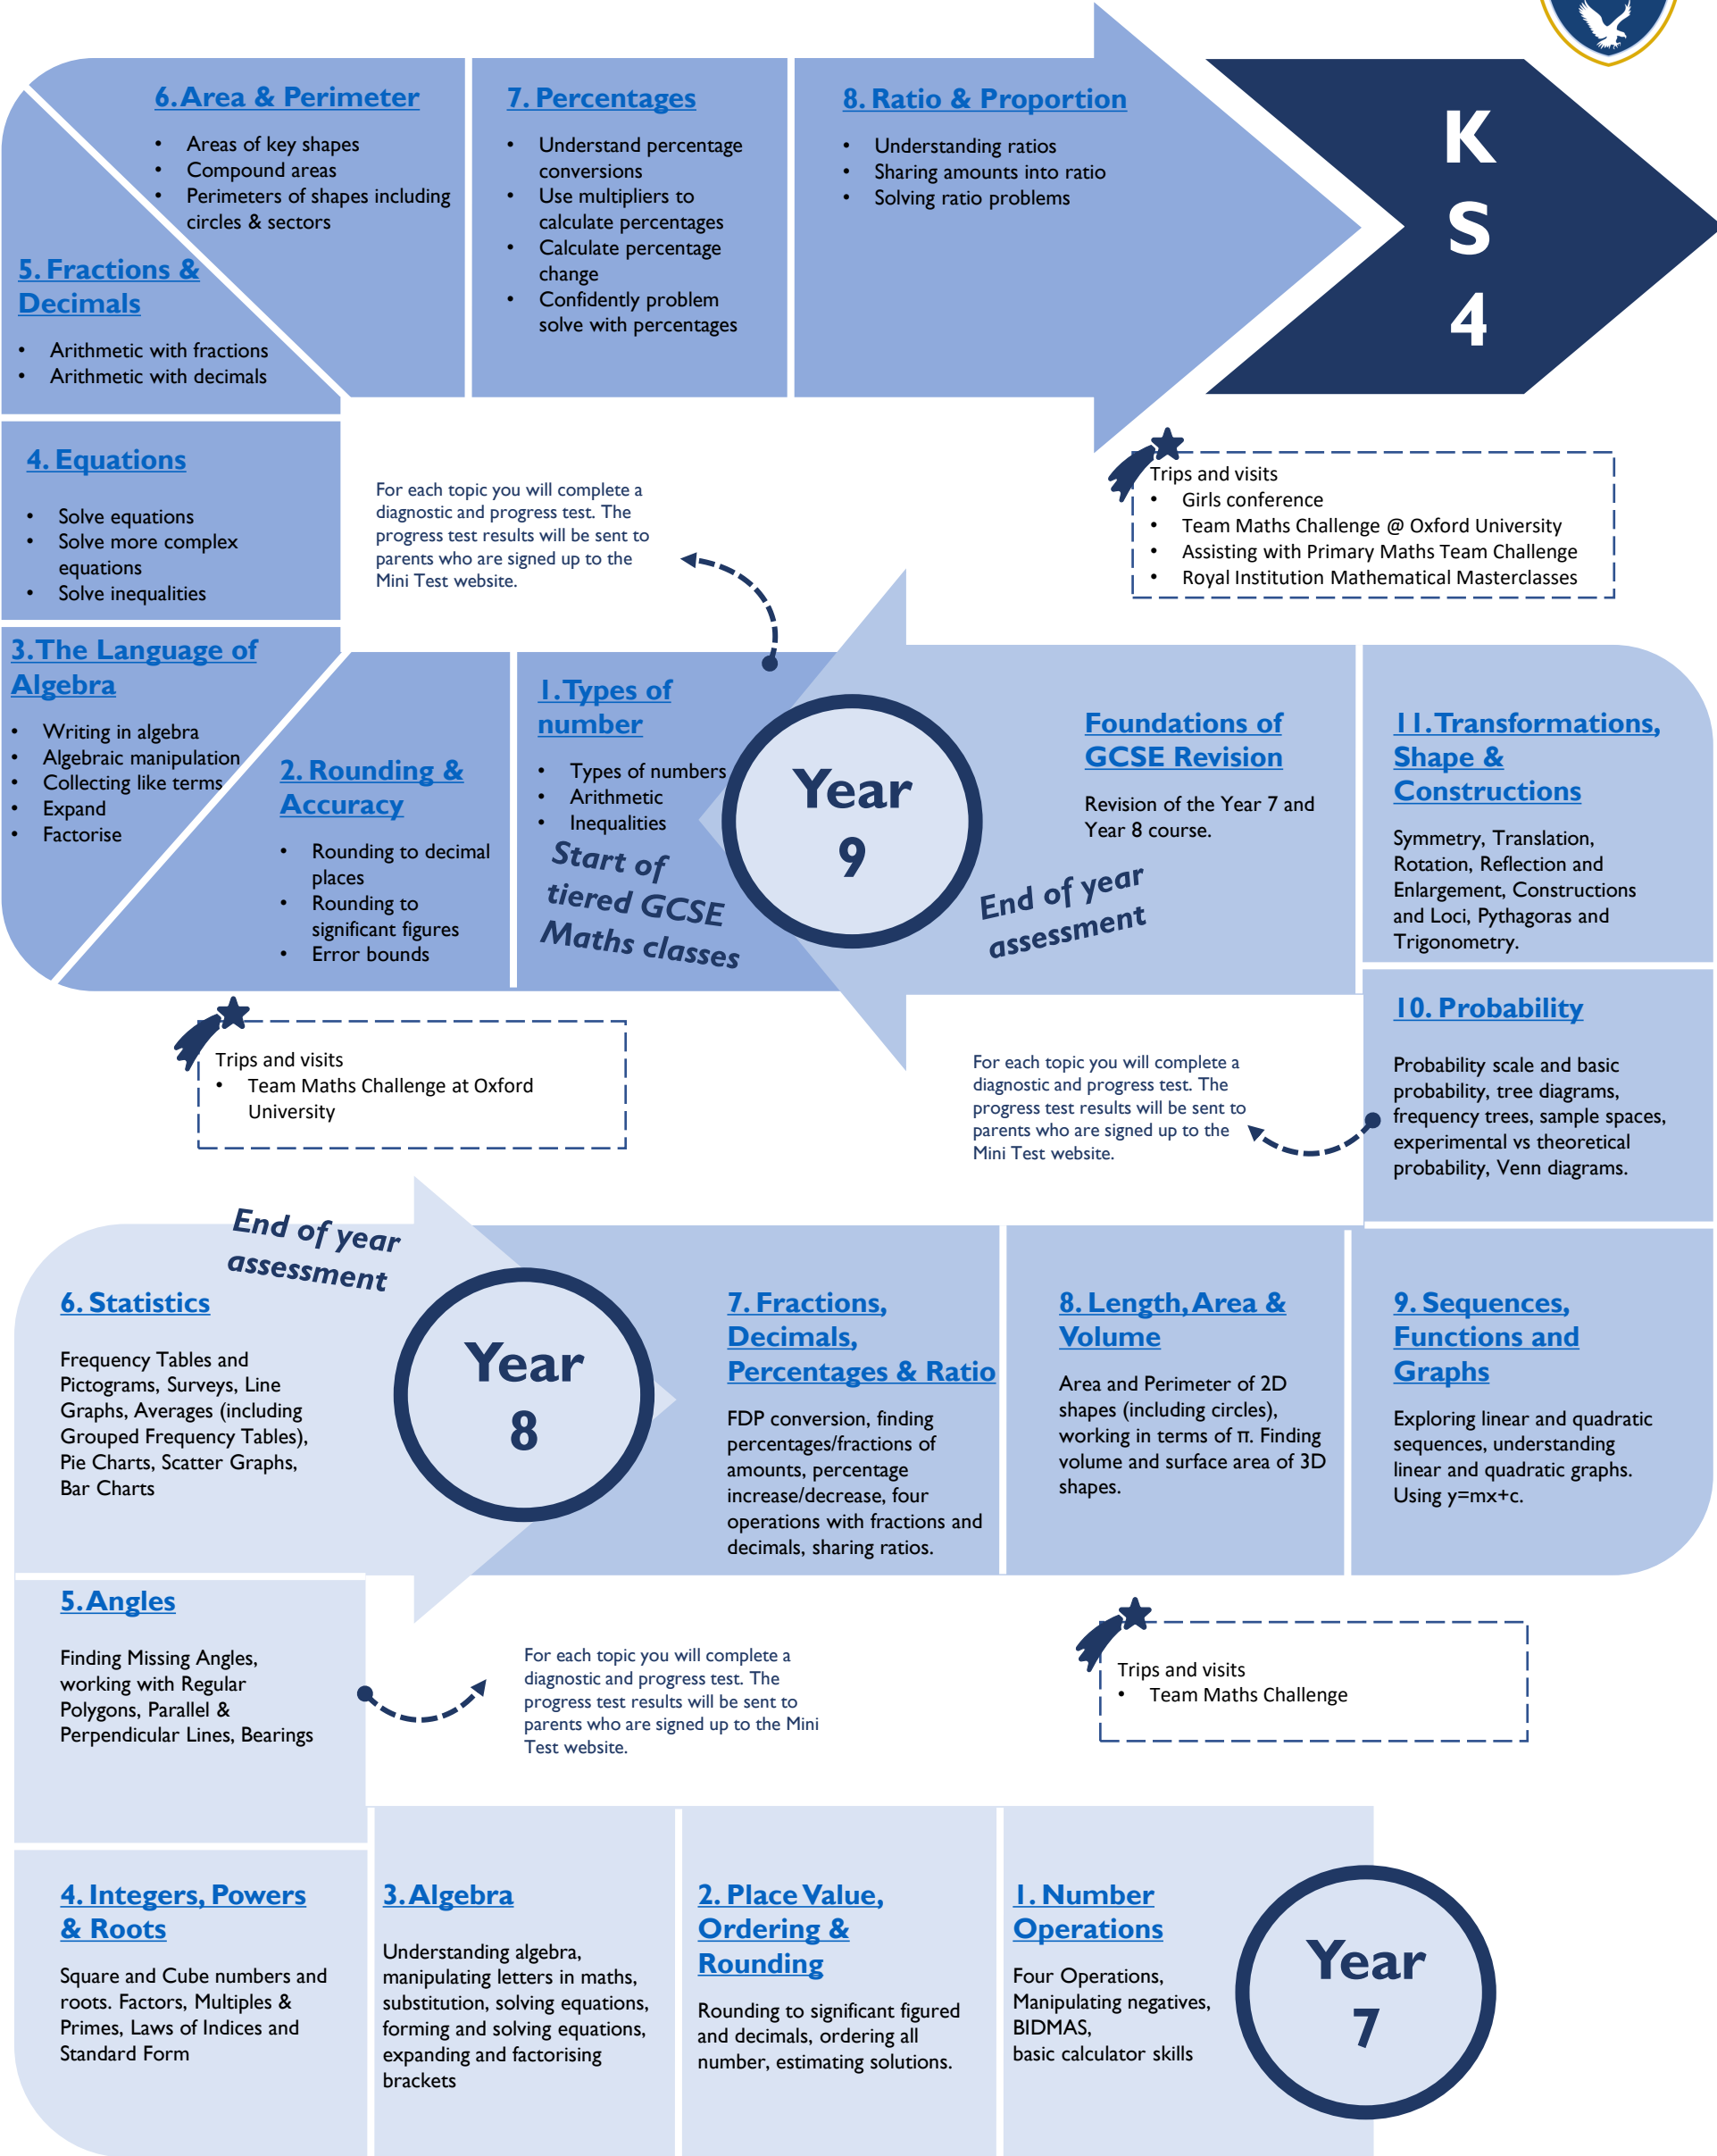 6. Area & Perimeter
• Areas of key shapes
• Compound areas
• Perimeters of shapes including
circles & sectors
7. Percentages
• Understand percentage
conversions
• Use multipliers to
calculate percentages
• Calculate percentage
change
• Confidently problem
solve with percentages
8. Ratio & Proportion
• Understanding ratios
• Sharing amounts into ratio
• Solving ratio problems
K
S
4
5. Fractions &
Decimals
• Arithmetic with fractions
• Arithmetic with decimals
4. Equations
• Solve equations
• Solve more complex
equations
• Solve inequalities
For each topic you will complete a
diagnostic and progress test. The
progress test results will be sent to
parents who are signed up to the
Mini Test website.
Trips and visits
• Girls conference
• Team Maths Challenge @ Oxford University
• Assisting with Primary Maths Team Challenge
• Royal Institution Mathematical Masterclasses
3. The Language of
Algebra
• Writing in algebra
• Algebraic manipulation
• Collecting like terms
• Expand
• Factorise
2. Rounding &
Accuracy
• Rounding to decimal
places
• Rounding to
significant figures
• Error bounds
1. Types of
number
• Types of numbers
• Arithmetic
• Inequalities
Start of
tiered GCSE
Maths classes
Year
9
End of year
assessment
Foundations of
GCSE Revision
Revision of the Year 7 and
Year 8 course.
11. Transformations,
Shape &
Constructions
Symmetry, Translation,
Rotation, Reflection and
Enlargement, Constructions
and Loci, Pythagoras and
Trigonometry.
10. Probability
Probability scale and basic
probability, tree diagrams,
frequency trees, sample spaces,
experimental vs theoretical
probability, Venn diagrams.
Trips and visits
• Team Maths Challenge at Oxford
University
For each topic you will complete a
diagnostic and progress test. The
progress test results will be sent to
parents who are signed up to the
Mini Test website.
End of year
assessment
6. Statistics
Frequency Tables and
Pictograms, Surveys, Line
Graphs, Averages (including
Grouped Frequency Tables),
Pie Charts, Scatter Graphs,
Bar Charts
Year
8
7. Fractions,
Decimals,
Percentages & Ratio
FDP conversion, finding
percentages/fractions of
amounts, percentage
increase/decrease, four
operations with fractions and
decimals, sharing ratios.
8. Length, Area &
Volume
Area and Perimeter of 2D
shapes (including circles),
working in terms of π. Finding
volume and surface area of 3D
shapes.
9. Sequences,
Functions and
Graphs
Exploring linear and quadratic
sequences, understanding
linear and quadratic graphs.
Using y=mx+c.
5. Angles
Finding Missing Angles,
working with Regular
Polygons, Parallel &
Perpendicular Lines, Bearings
For each topic you will complete a
diagnostic and progress test. The
progress test results will be sent to
parents who are signed up to the Mini
Test website.
Trips and visits
• Team Maths Challenge
4. Integers, Powers
& Roots
Square and Cube numbers and
roots. Factors, Multiples &
Primes, Laws of Indices and
Standard Form
3. Algebra
Understanding algebra,
manipulating letters in maths,
substitution, solving equations,
forming and solving equations,
expanding and factorising
brackets
2. Place Value,
Ordering &
Rounding
Rounding to significant figured
and decimals, ordering all
number, estimating solutions.
1. Number
Operations
Four Operations,
Manipulating negatives,
BIDMAS,
basic calculator skills
Year
7